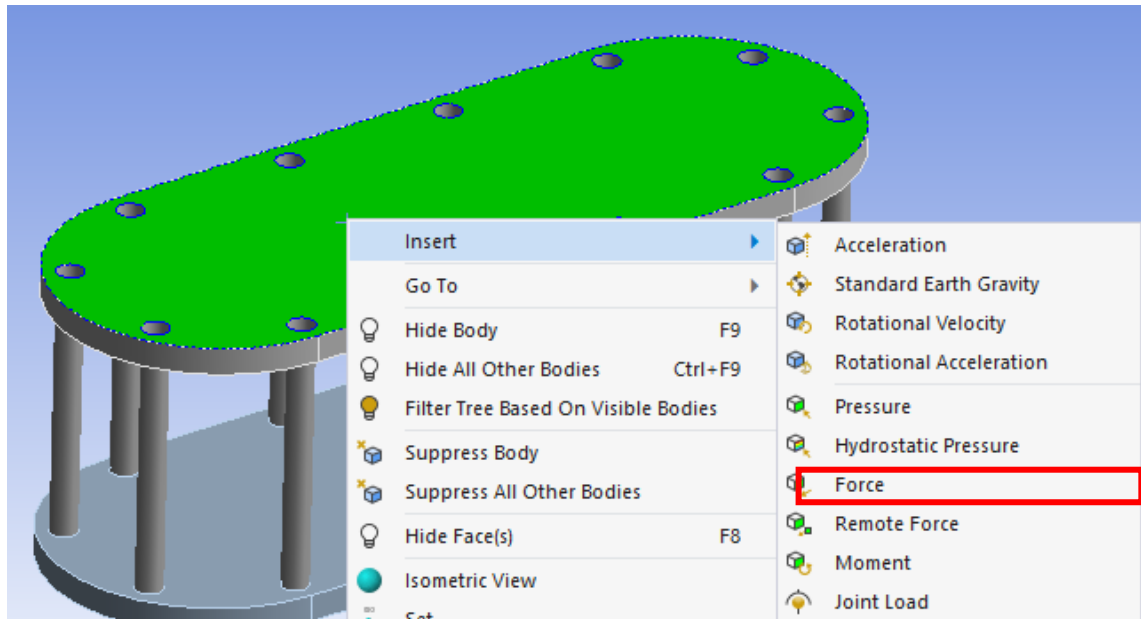 Insert
Go To
Hide Body F9
Hide All Other Bodies Ctrl+F9
Filter Tree Based On Visible Bodies
Suppress Body
Suppress All Other Bodies
Hide Face(s) F8
Isometric View
ISO
Set
Acceleration
Standard Earth Gravity
Rotational Velocity
Rotational Acceleration
Pressure
Hydrostatic Pressure
Force
Remote Force
Moment
Joint Load